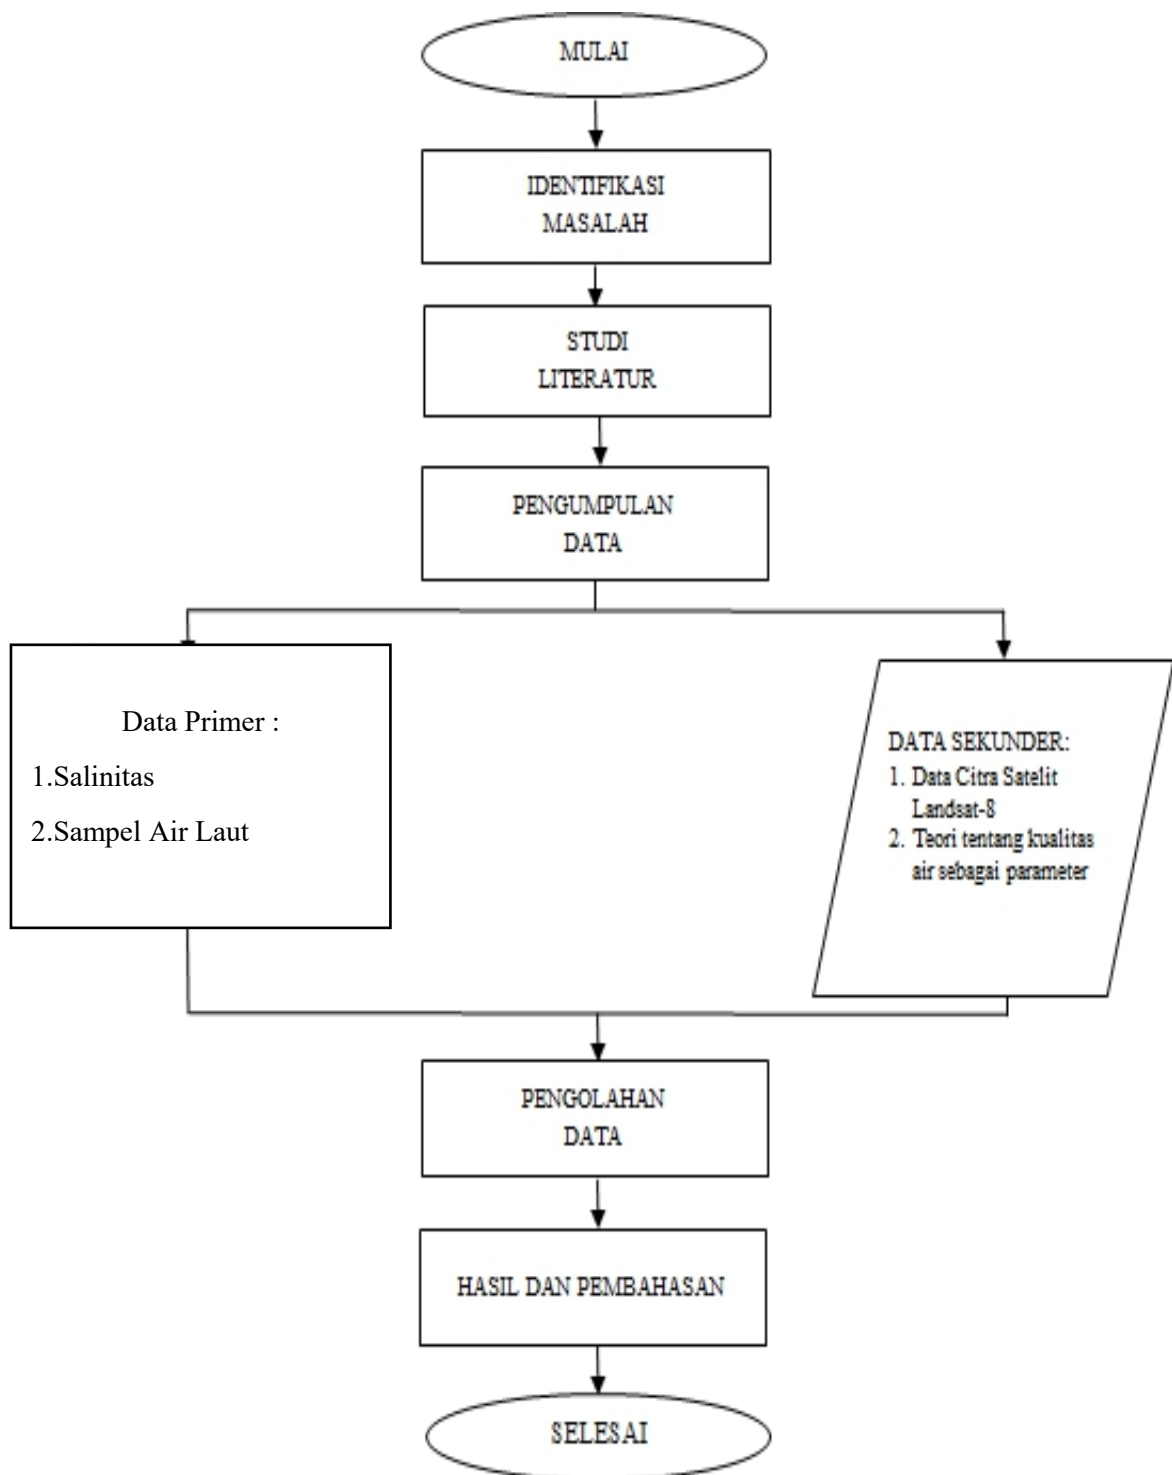 MULAI
IDENTIFIKASI
MASALAH
STUDI
LITERATUR
PENGUMPULAN
DATA
Data Primer :
1.Salinitas
2.Sampel Air Laut
DATA SEKUNDER:
1. Data Citra Satelit
Landsat-8
2. Teori tentang kualitas
air sebagai parameter
PENGOLAHAN
DATA
HASIL DAN PEMBAHASAN
SELESAI